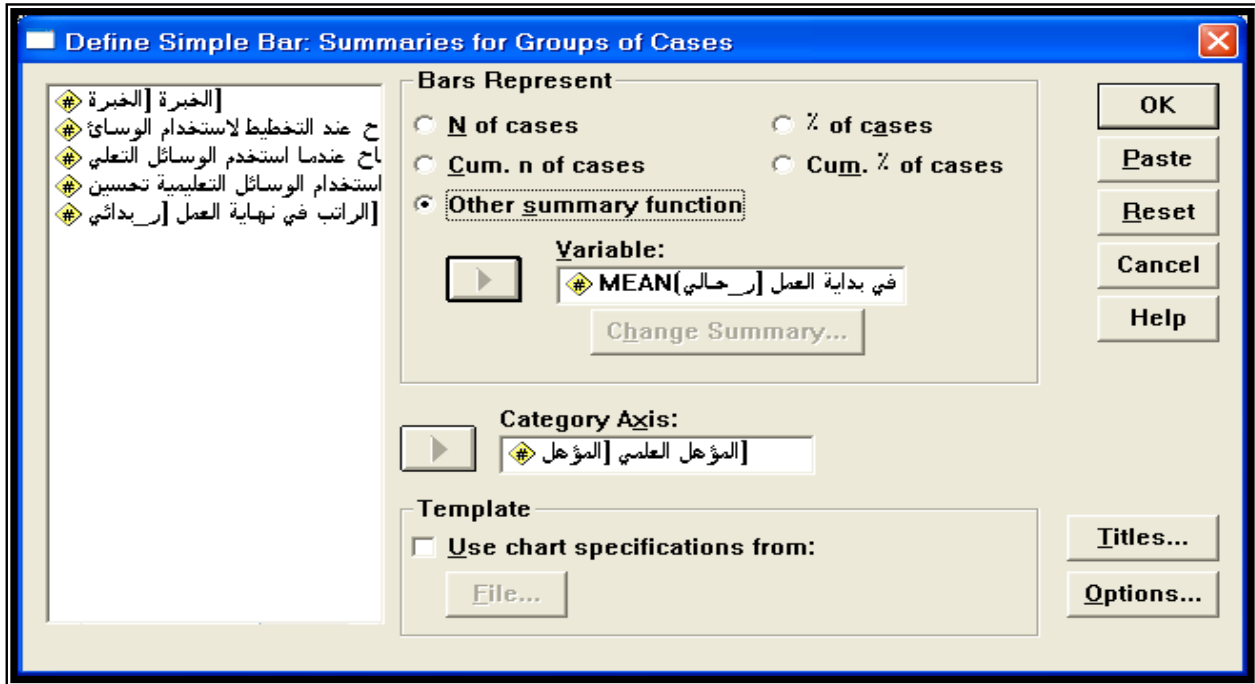 Define Simple Bar: Summaries for Groups of Cases
الخبرة [الخبرة]
ح عند التخطيط لاستخدام الوسائ
اح عندما استخدم الوسائل التعلي
استخدام الوسائل التعليمية تحسين
الراتب في نهاية العمل [ر_بدائي]
Bars Represent
N of cases
% of cases
Cum. n of cases
Cum. % of cases
Other summary function
Variable:
MEAN(في بداية العمل [ر_حالي]
Change Summary...
Category Axis:
المؤهل العلمي [المؤهل]
Template
Use chart specifications from:
File...
OK
Paste
Reset
Cancel
Help
Titles...
Options...